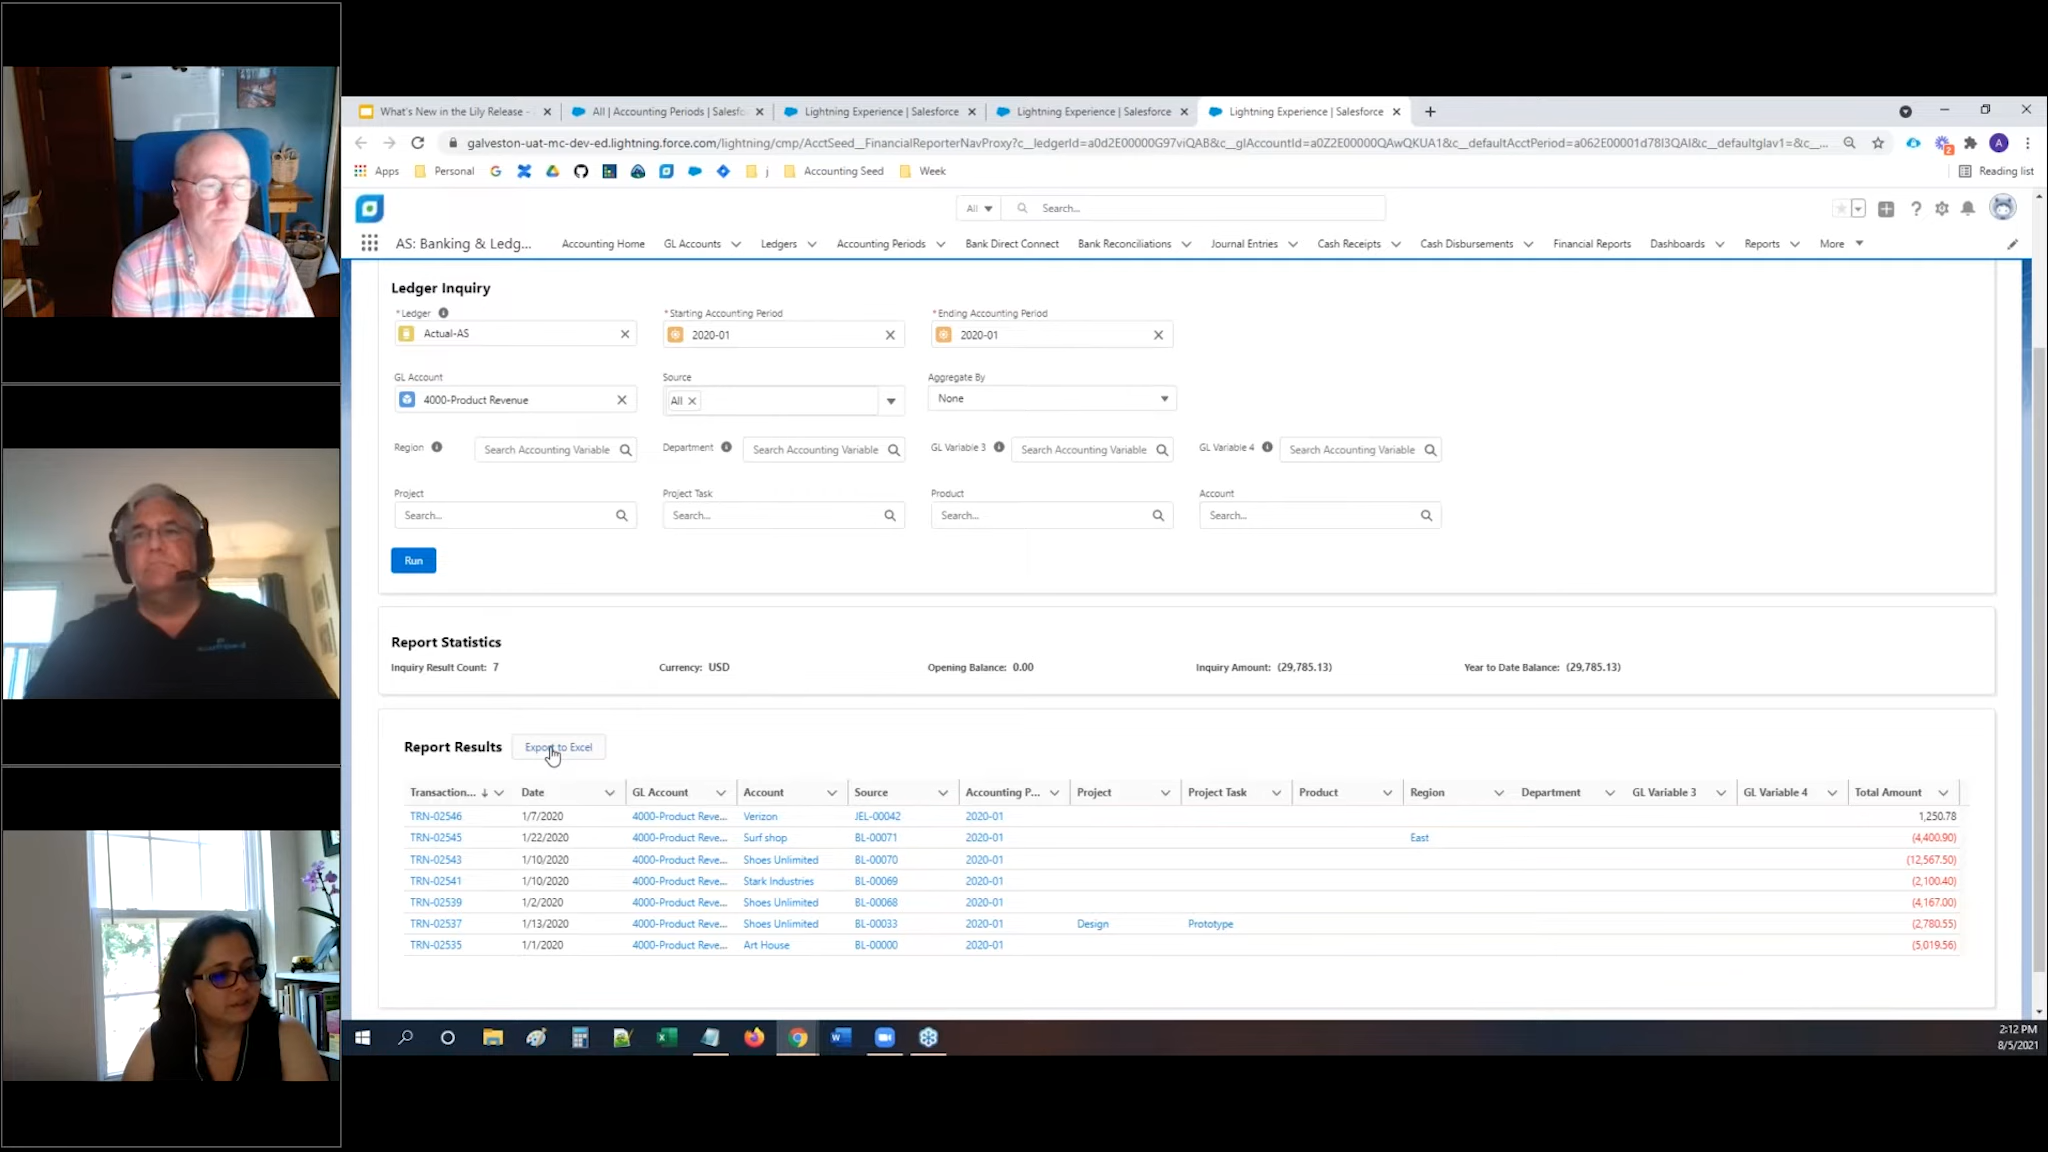 What's New in the Lily Release -
All | Accounting Periods | Salesfo
Lightning Experience | Salesforce
Lightning Experience | Salesforce
Lightning Experience | Salesforce
galveston-uat-mc-dev-ed.lightning.force.com/lightning/cmp/AcctSeed__FinancialReporterNavProxy?c__ledgerId=a0d2E00000G97viQAB&c__glAccountId=a0Z2E00000QAwQKUA1&c__defaultAcctPeriod=a062E00001d78I3QAI&c__defaultglav1=&c__...
Apps Personal j Accounting Seed Week Reading list
All Search...
AS: Banking & Ledg... Accounting Home GL Accounts Ledgers Accounting Periods Bank Direct Connect Bank Reconciliations Journal Entries Cash Receipts Cash Disbursements Financial Reports Dashboards Reports More
Ledger Inquiry
*Ledger *Starting Accounting Period *Ending Accounting Period
Actual-AS 2020-01 2020-01
GL Account Source Aggregate By
4000-Product Revenue All None
Region Search Accounting Variable Department Search Accounting Variable GL Variable 3 Search Accounting Variable GL Variable 4 Search Accounting Variable
Project Project Task Product Account
Search... Search... Search... Search...
Run
Report Statistics
Inquiry Result Count: 7 Currency: USD Opening Balance: 0.00 Inquiry Amount: (29,785.13) Year to Date Balance: (29,785.13)
Report Results Export to Excel
Transaction... Date GL Account Account Source Accounting P... Project Project Task Product Region Department GL Variable 3 GL Variable 4 Total Amount
TRN-02546 1/7/2020 4000-Product Reve... Verizon JEL-00042 2020-01 1,250.78
TRN-02545 1/22/2020 4000-Product Reve... Surf shop BL-00071 2020-01 East (4,400.90)
TRN-02543 1/10/2020 4000-Product Reve... Shoes Unlimited BL-00070 2020-01 (12,567.50)
TRN-02541 1/10/2020 4000-Product Reve... Stark Industries BL-00069 2020-01 (2,100.40)
TRN-02539 1/2/2020 4000-Product Reve... Shoes Unlimited BL-00068 2020-01 (4,167.00)
TRN-02537 1/13/2020 4000-Product Reve... Shoes Unlimited BL-00033 2020-01 Design Prototype (2,780.55)
TRN-02535 1/1/2020 4000-Product Reve... Art House BL-00000 2020-01 (5,019.56)
2:12 PM
8/5/2021